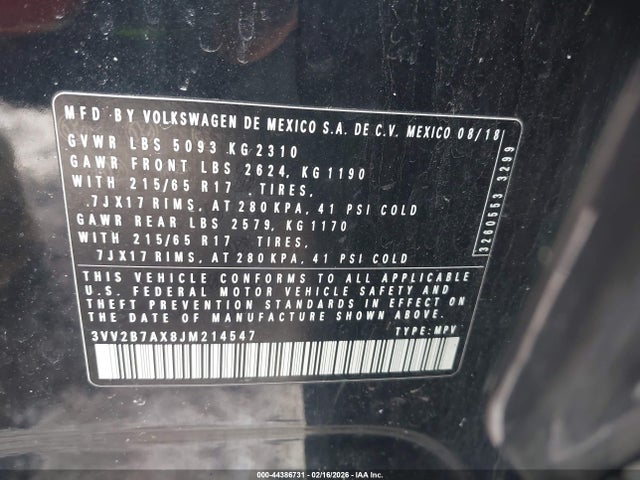 MFD BY VOLKSWAGEN DE MEXICO S.A. DE C.V. MEXICO 08/18
GVWR LBS 5093 KG 2310
GAWR FRONT LBS 2624, KG 1190
WITH 215/65 R17 TIRES,
7JX17 RIMS, AT 280 KPA, 41 PSI COLD
GAWR REAR LBS 2579, KG 1170
WITH 215/65 R17 TIRES,
7JX17 RIMS, AT 280 KPA, 41 PSI COLD
THIS VEHICLE CONFORMS TO ALL APPLICABLE
U.S. FEDERAL MOTOR VEHICLE SAFETY AND
THEFT PREVENTION STANDARDS IN EFFECT ON
THE DATE OF MANUFACTURE SHOWN ABOVE
3VV2B7AX8JM214547 TYPE: MPV
3260553 3299
000-44386731 - 02/16/2026 - IAA Inc.